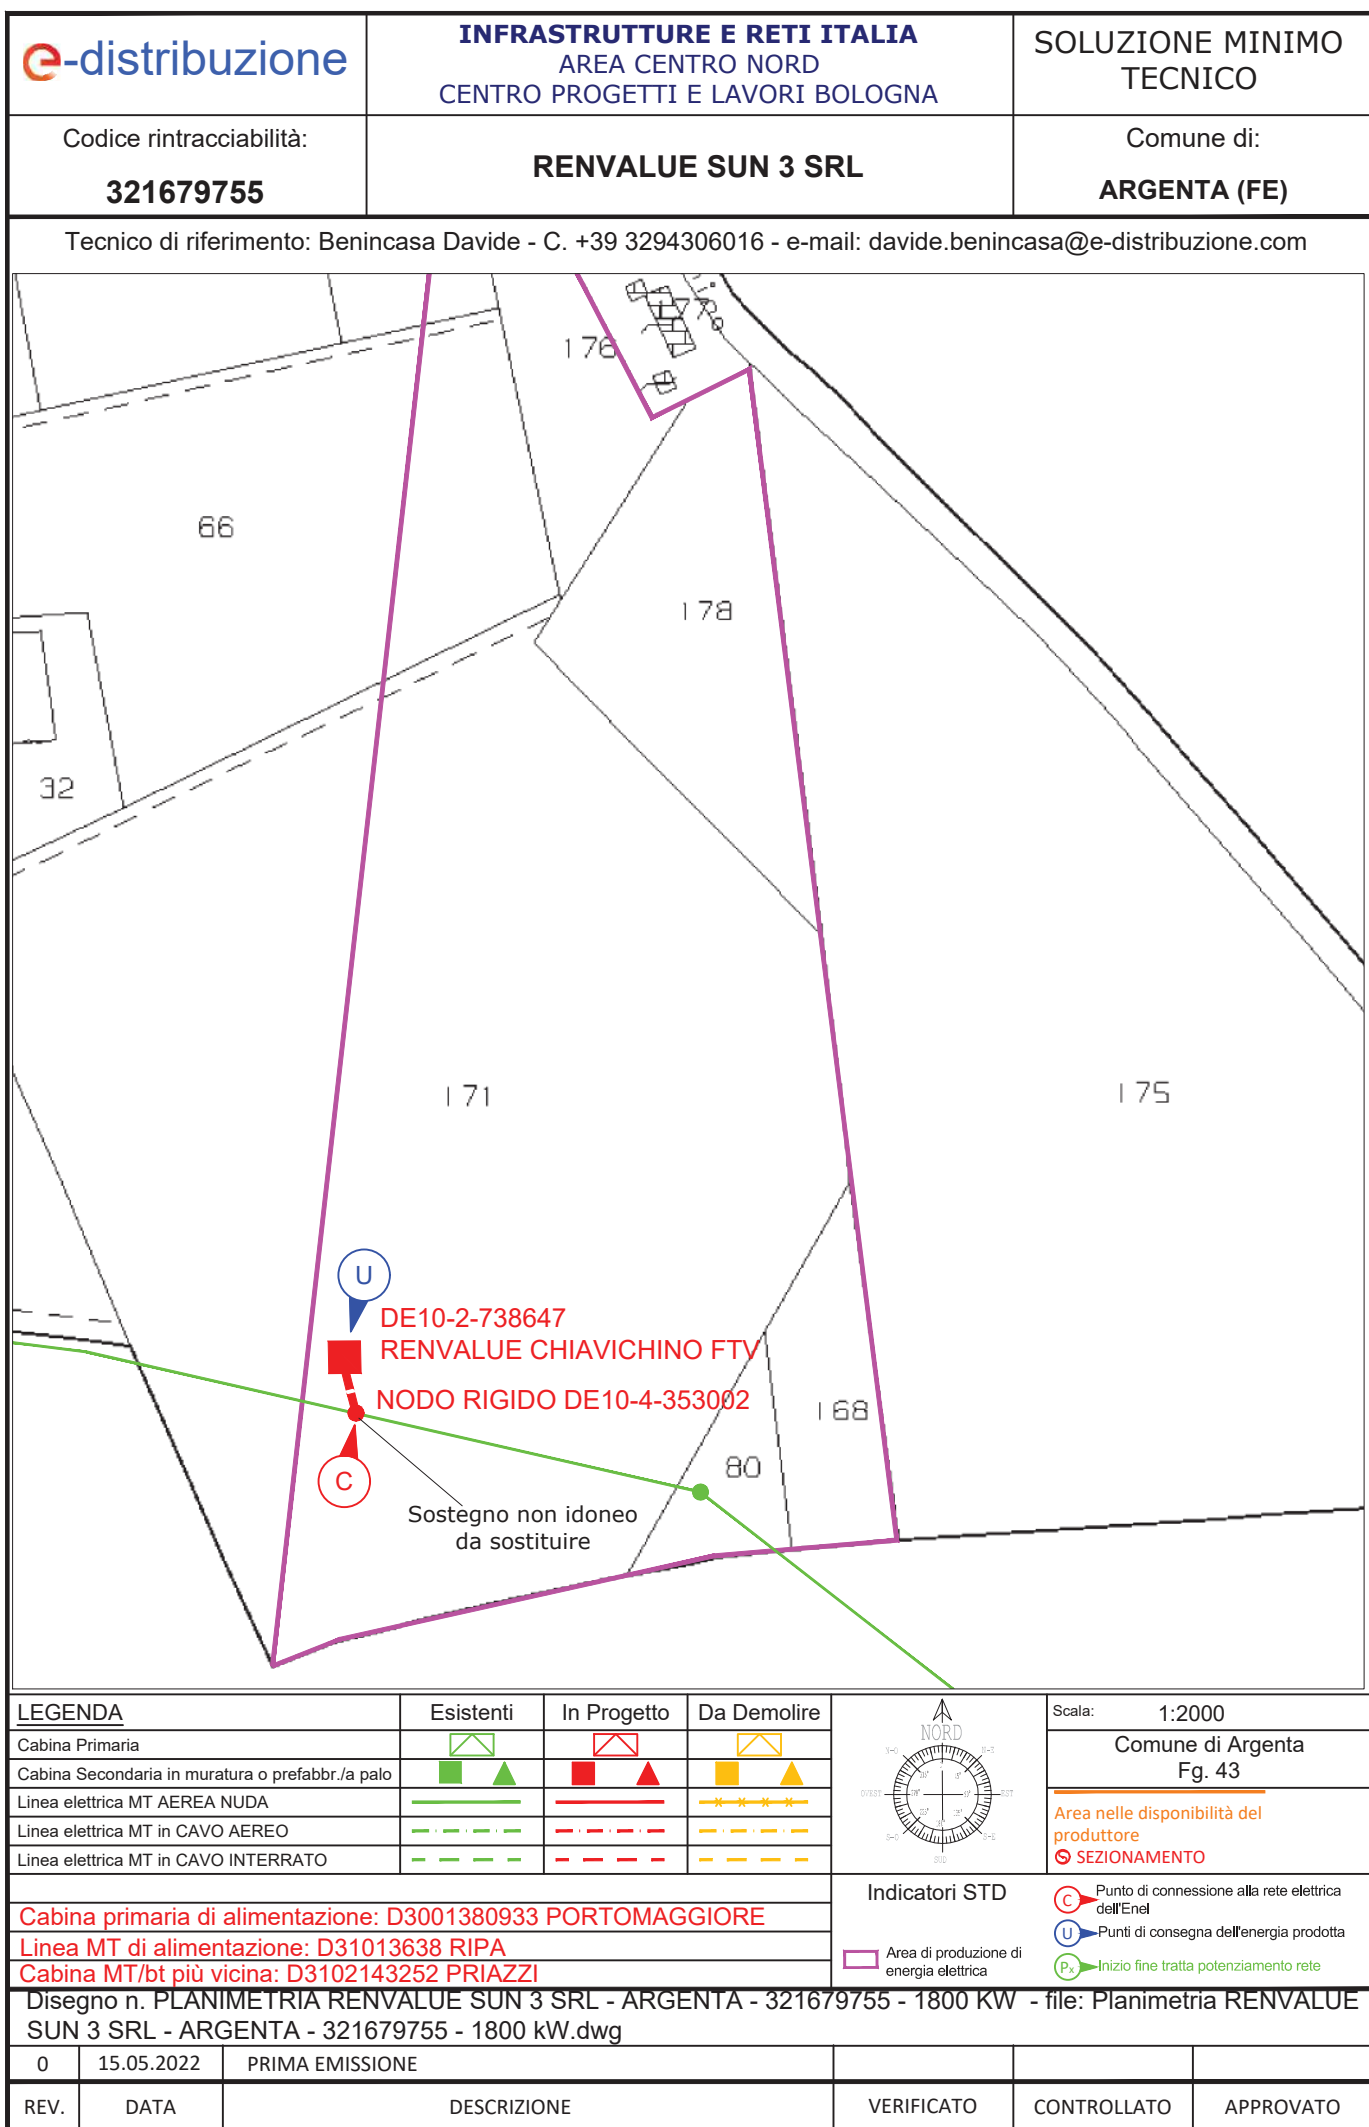 e-distribuzione
INFRASTRUTTURE E RETI ITALIA
AREA CENTRO NORD
CENTRO PROGETTI E LAVORI BOLOGNA
SOLUZIONE MINIMO
TECNICO
Codice rintracciabilità:
321679755
RENVALUE SUN 3 SRL
Comune di:
ARGENTA (FE)
Tecnico di riferimento: Benincasa Davide - C. +39 3294306016 - e-mail: davide.benincasa@e-distribuzione.com
176
66
178
32
171
175
U
DE10-2-738647
RENVALUE CHIAVICHINO FTV
NODO RIGIDO DE10-4-353002
168
C
80
Sostegno non idoneo
da sostituire
LEGENDA
Esistenti
In Progetto
Da Demolire
Cabina Primaria
Cabina Secondaria in muratura o prefabbr./a palo
Linea elettrica MT AEREA NUDA
Linea elettrica MT in CAVO AEREO
Linea elettrica MT in CAVO INTERRATO
NORD
N-O
N-E
OVEST
EST
S-O
S-E
SUD
Scala: 1:2000
Comune di Argenta
Fg. 43
Area nelle disponibilità del
produttore
SEZIONAMENTO
Cabina primaria di alimentazione: D3001380933 PORTOMAGGIORE
Linea MT di alimentazione: D31013638 RIPA
Cabina MT/bt più vicina: D3102143252 PRIAZZI
Indicatori STD
Area di produzione di
energia elettrica
C Punto di connessione alla rete elettrica
dell'Enel
U Punti di consegna dell'energia prodotta
Px Inizio fine tratta potenziamento rete
Disegno n. PLANIMETRIA RENVALUE SUN 3 SRL - ARGENTA - 321679755 - 1800 KW - file: Planimetria RENVALUE
SUN 3 SRL - ARGENTA - 321679755 - 1800 kW.dwg
0 15.05.2022 PRIMA EMISSIONE
REV. DATA DESCRIZIONE VERIFICATO CONTROLLATO APPROVATO